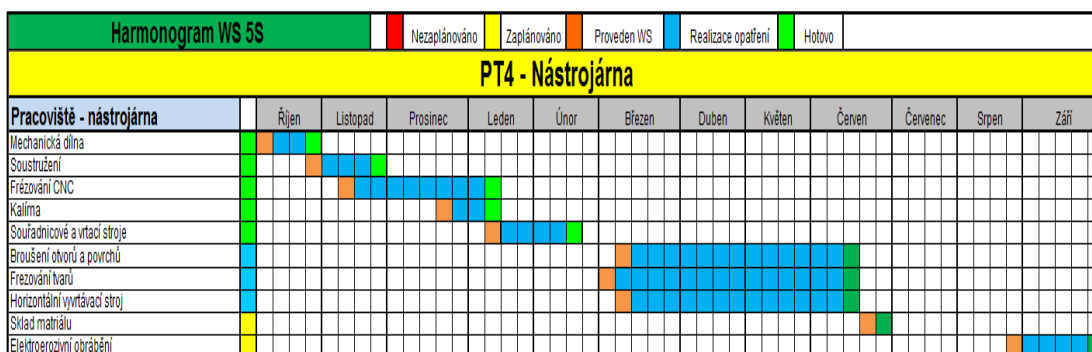 Harmonogram WS 5S Nezaplánováno Zaplánováno Proveden WS Realizace opatření Hotovo
PT4 - Nástrojárna
Pracoviště - nástrojárna Říjen Listopad Prosinec Leden Únor Březen Duben Květen Červen Červenec Srpen Září
Mechanická dílna
Soustružení
Frézování CNC
Kalírna
Souřadnicové a vrtací stroje
Broušení otvorů a povrchů
Frezování tvarů
Horizontální vyvrtávací stroj
Sklad matriálu
Elektroerozivní obrábění